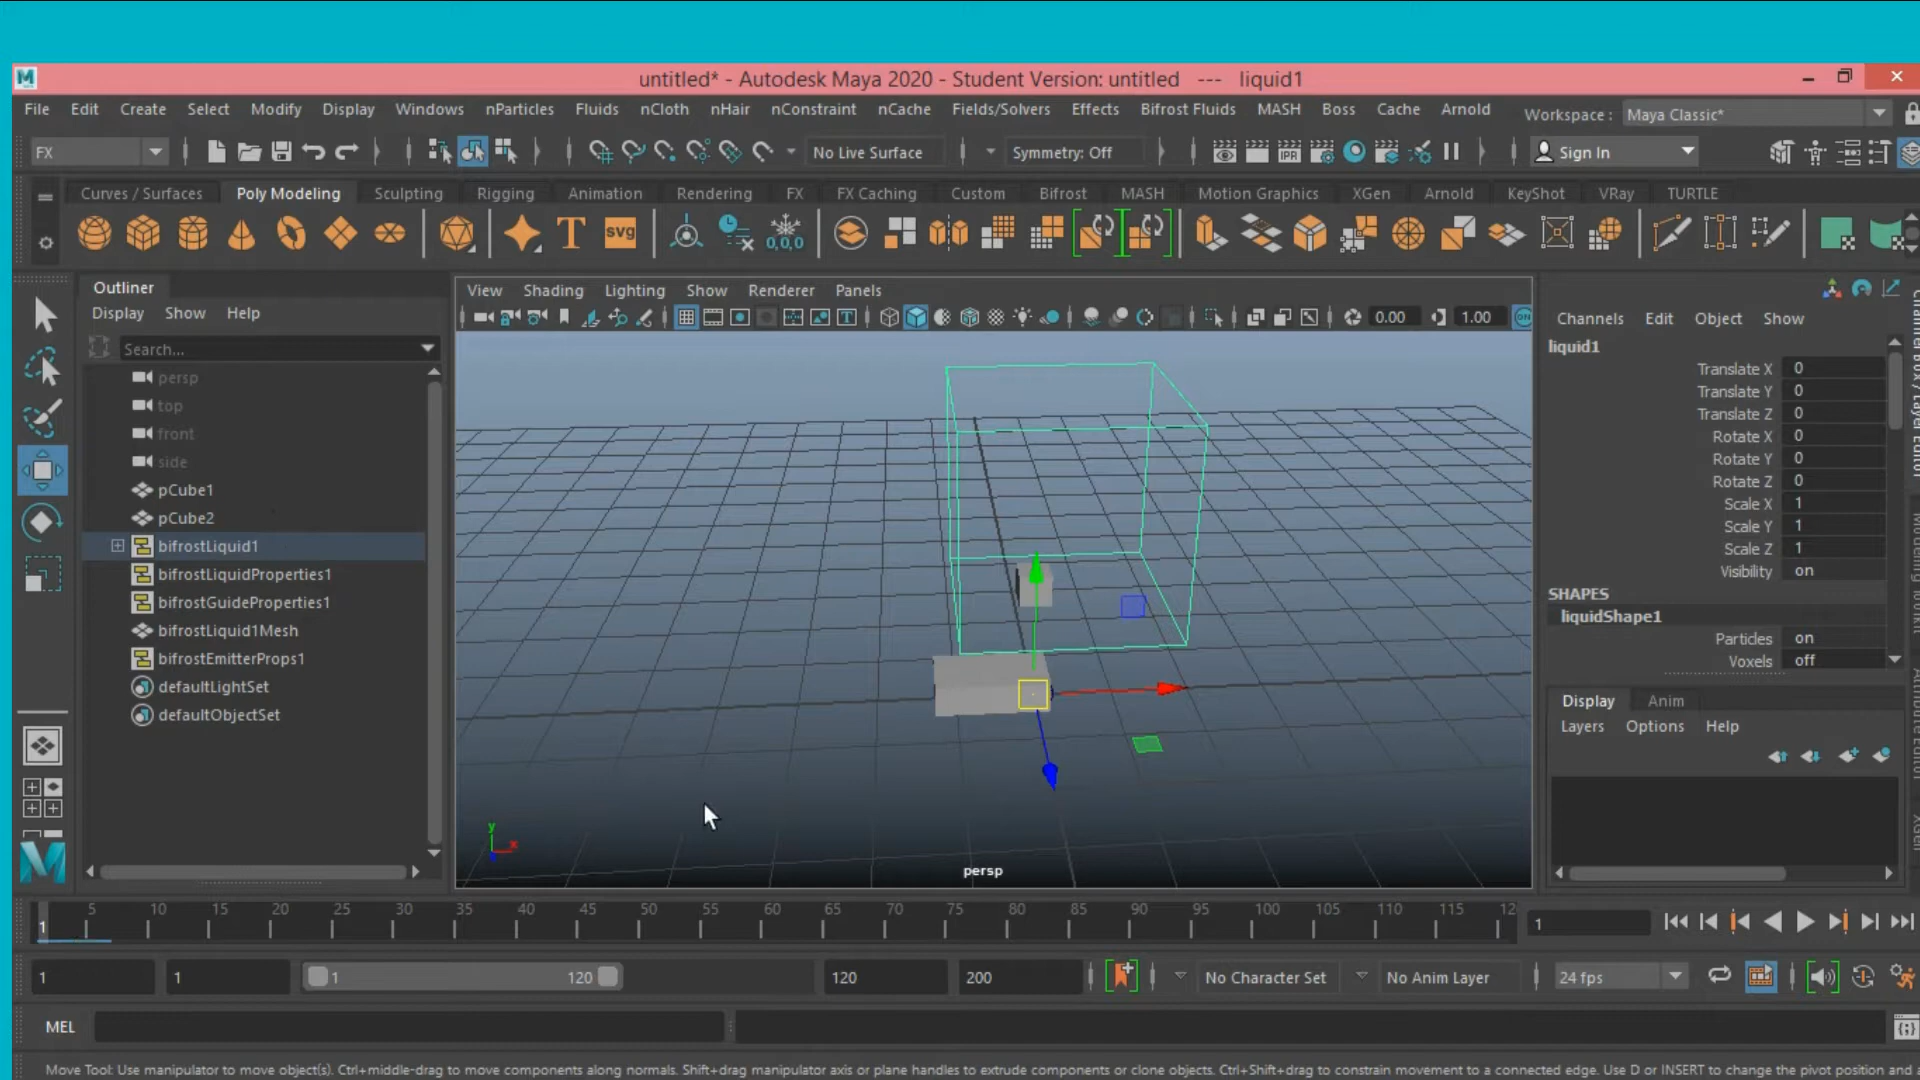 untitled* - Autodesk Maya 2020 - Student Version: untitled --- liquid1
File Edit Create Select Modify Display Windows nParticles Fluids nCloth nHair nConstraint nCache Fields/Solvers Effects Bifrost Fluids MASH Boss Cache Arnold Workspace : Maya Classic*
FX No Live Surface Symmetry: Off IPR Sign In
Curves / Surfaces Poly Modeling Sculpting Rigging Animation Rendering FX FX Caching Custom Bifrost MASH Motion Graphics XGen Arnold KeyShot VRay TURTLE
T svg 0,0,0
Outliner
Display Show Help
Search...
persp
top
front
side
pCube1
pCube2
bifrostLiquid1
bifrostLiquidProperties1
bifrostGuideProperties1
bifrostLiquid1Mesh
bifrostEmitterProps1
defaultLightSet
defaultObjectSet
View Shading Lighting Show Renderer Panels
0.00 1.00 ON
y
x
persp
Channels Edit Object Show
liquid1
Translate X 0
Translate Y 0
Translate Z 0
Rotate X 0
Rotate Y 0
Rotate Z 0
Scale X 1
Scale Y 1
Scale Z 1
Visibility on
SHAPES
liquidShape1
Particles on
Voxels off
Display Anim
Layers Options Help
5 10 15 20 25 30 35 40 45 50 55 60 65 70 75 80 85 90 95 100 105 110 115 12
1 1
1 1 1 120 120 200 No Character Set No Anim Layer 24 fps
MEL
Move Tool: Use manipulator to move object(s). Ctrl+middle-drag to move components along normals. Shift+drag manipulator axis or plane handles to extrude components or clone objects. Ctrl+Shift+drag to constrain movement to a connected edge. Use D or INSERT to change the pivot position and a